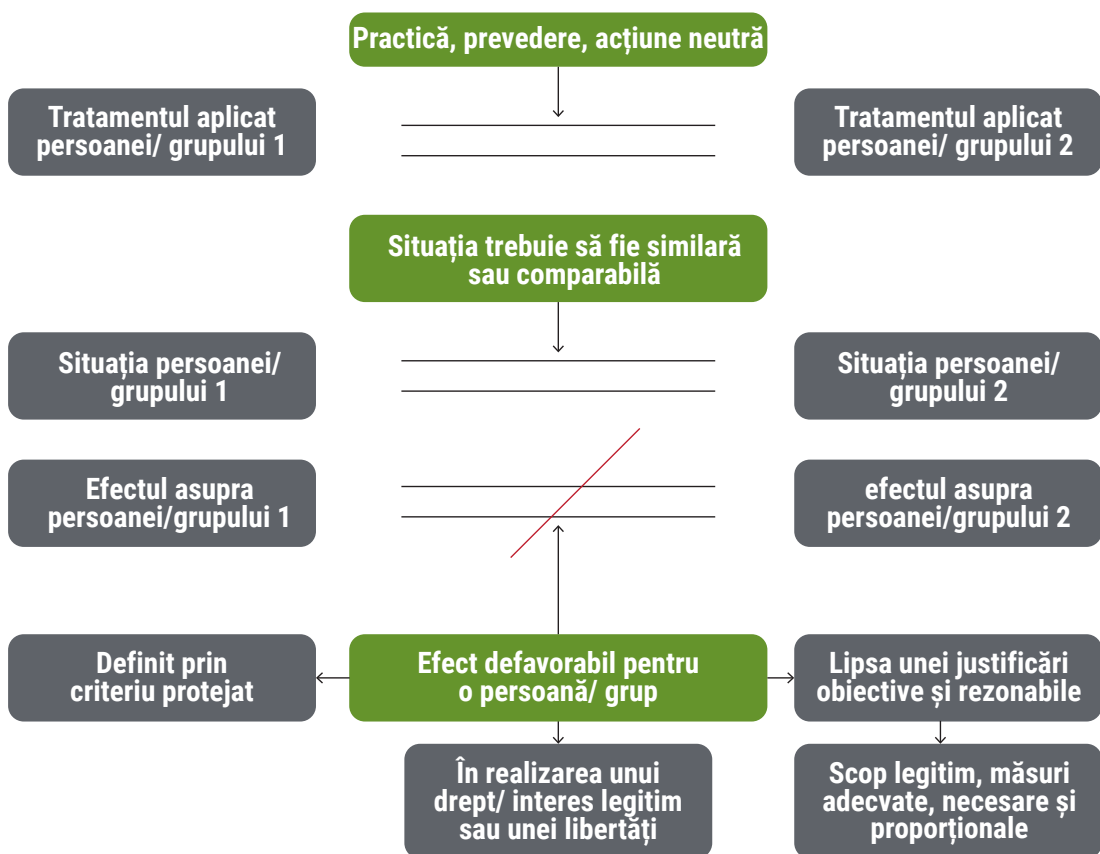 Practică, prevedere, acțiune neutră
Tratamentul aplicat
persoanei/ grupului 1
Tratamentul aplicat
persoanei/ grupului 2
Situația trebuie să fie similară
sau comparabilă
Situația persoanei/
grupului 1
Situația persoanei/
grupului 2
Efectul asupra
persoanei/grupului 1
efectul asupra
persoanei/grupului 2
Definit prin
criteriu protejat
Efect defavorabil pentru
o persoană/ grup
Lipsa unei justificări
obiective și rezonabile
În realizarea unui
drept/ interes legitim
sau unei libertăți
Scop legitim, măsuri
adecvate, necesare și
proporționale